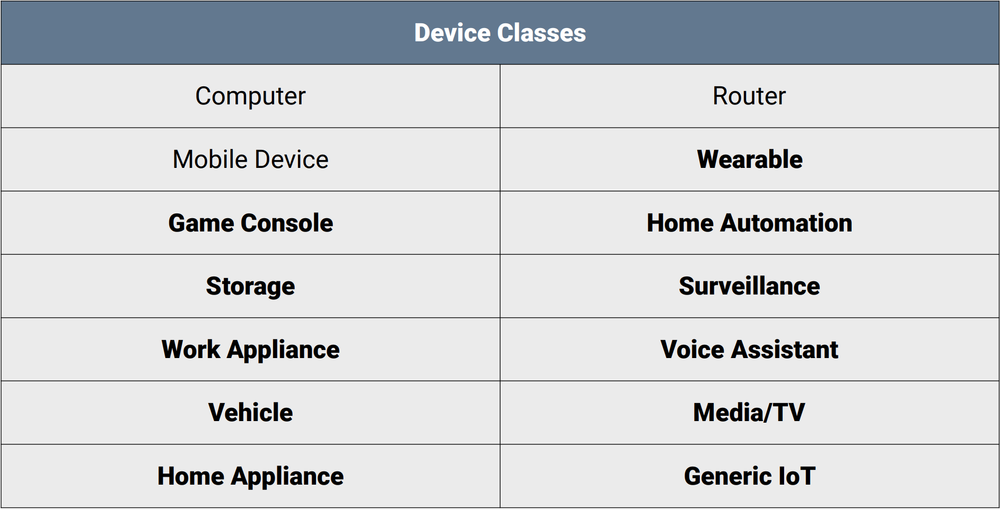 Device Classes
Computer
Router
Mobile Device
Wearable
Game Console
Home Automation
Storage
Surveillance
Work Appliance
Voice Assistant
Vehicle
Media/TV
Home Appliance
Generic IoT